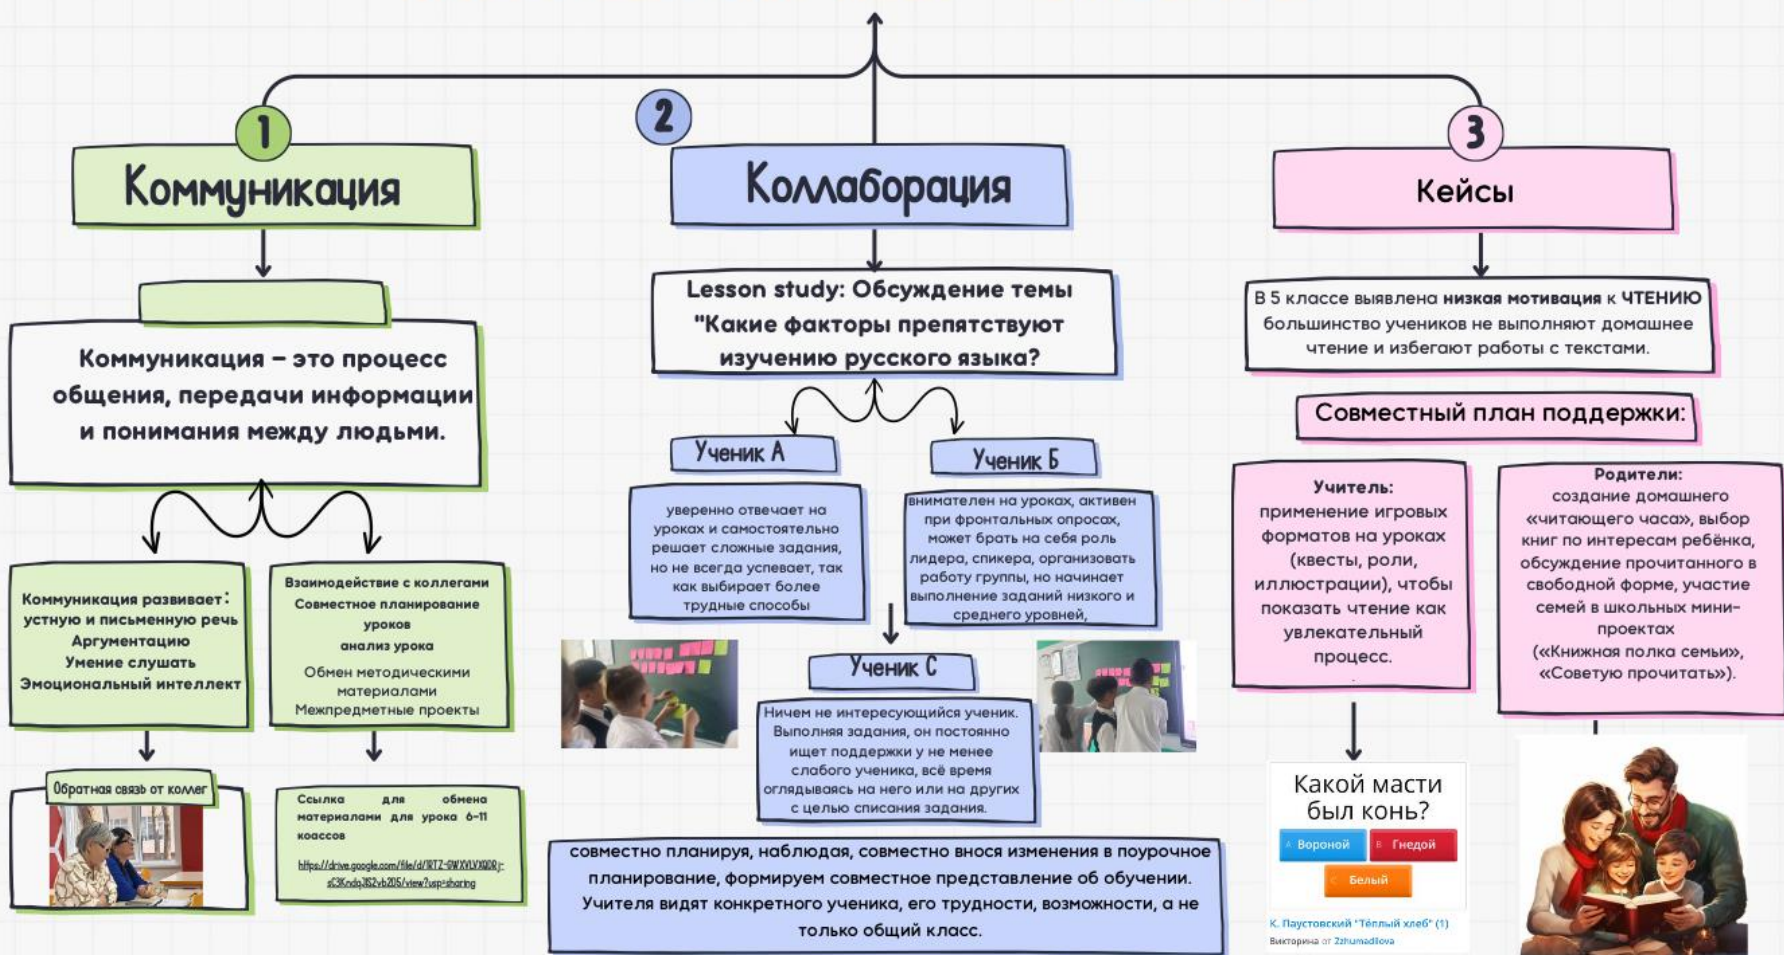 1
Коммуникация
Коммуникация – это процесс
общения, передачи информации
и понимания между людьми.
Коммуникация развивает:
устную и письменную речь
Аргументацию
Умение слушать
Эмоциональный интеллект
Взаимодействие с коллегами
Совместное планирование
уроков
анализ урока
Обмен методическими
материалами
Межпредметные проекты
Обратная связь от коллег
Ссылка для обмена
материалами для урока 6-11
коассов
2
Коллаборация
Lesson study: Обсуждение темы
"Какие факторы препятствуют
изучению русского языка?
Ученик А
уверенно отвечает на
уроках и самостоятельно
решает сложные задания,
но не всегда успевает, так
как выбирает более
трудные способы
Ученик Б
внимателен на уроках, активен
при фронтальных опросах,
может брать на себя роль
лидера, спикера, организовать
работу группы, но начинает
выполнение заданий низкого и
среднего уровней,
Ученик С
Ничем не интересующийся ученик.
Выполняя задания, он постоянно
ищет поддержки у не менее
слабого ученика, всё время
оглядываясь на него или на других
с целью списания задания.
совместно планируя, наблюдая, совместно внося изменения в поурочное
планирование, формируем совместное представление об обучении.
Учителя видят конкретного ученика, его трудности, возможности, а не
только общий класс.
3
Кейсы
В 5 классе выявлена низкая мотивация к ЧТЕНИЮ
большинство учеников не выполняют домашнее
чтение и избегают работы с текстами.
Совместный план поддержки:
Учитель:
применение игровых
форматов на уроках
(квесты, роли,
иллюстрации), чтобы
показать чтение как
увлекательный
процесс.
.
Родители:
создание домашнего
«читающего часа», выбор
книг по интересам ребёнка,
обсуждение прочитанного в
свободной форме, участие
семей в школьных мини-
проектах
(«Книжная полка семьи»,
«Советую прочитать»).
Какой масти
был конь?
A Вороной
B Гнедой
C Белый
К. Паустовский "Тёплый хлеб" (1)
Викторина от Zzhumadilova